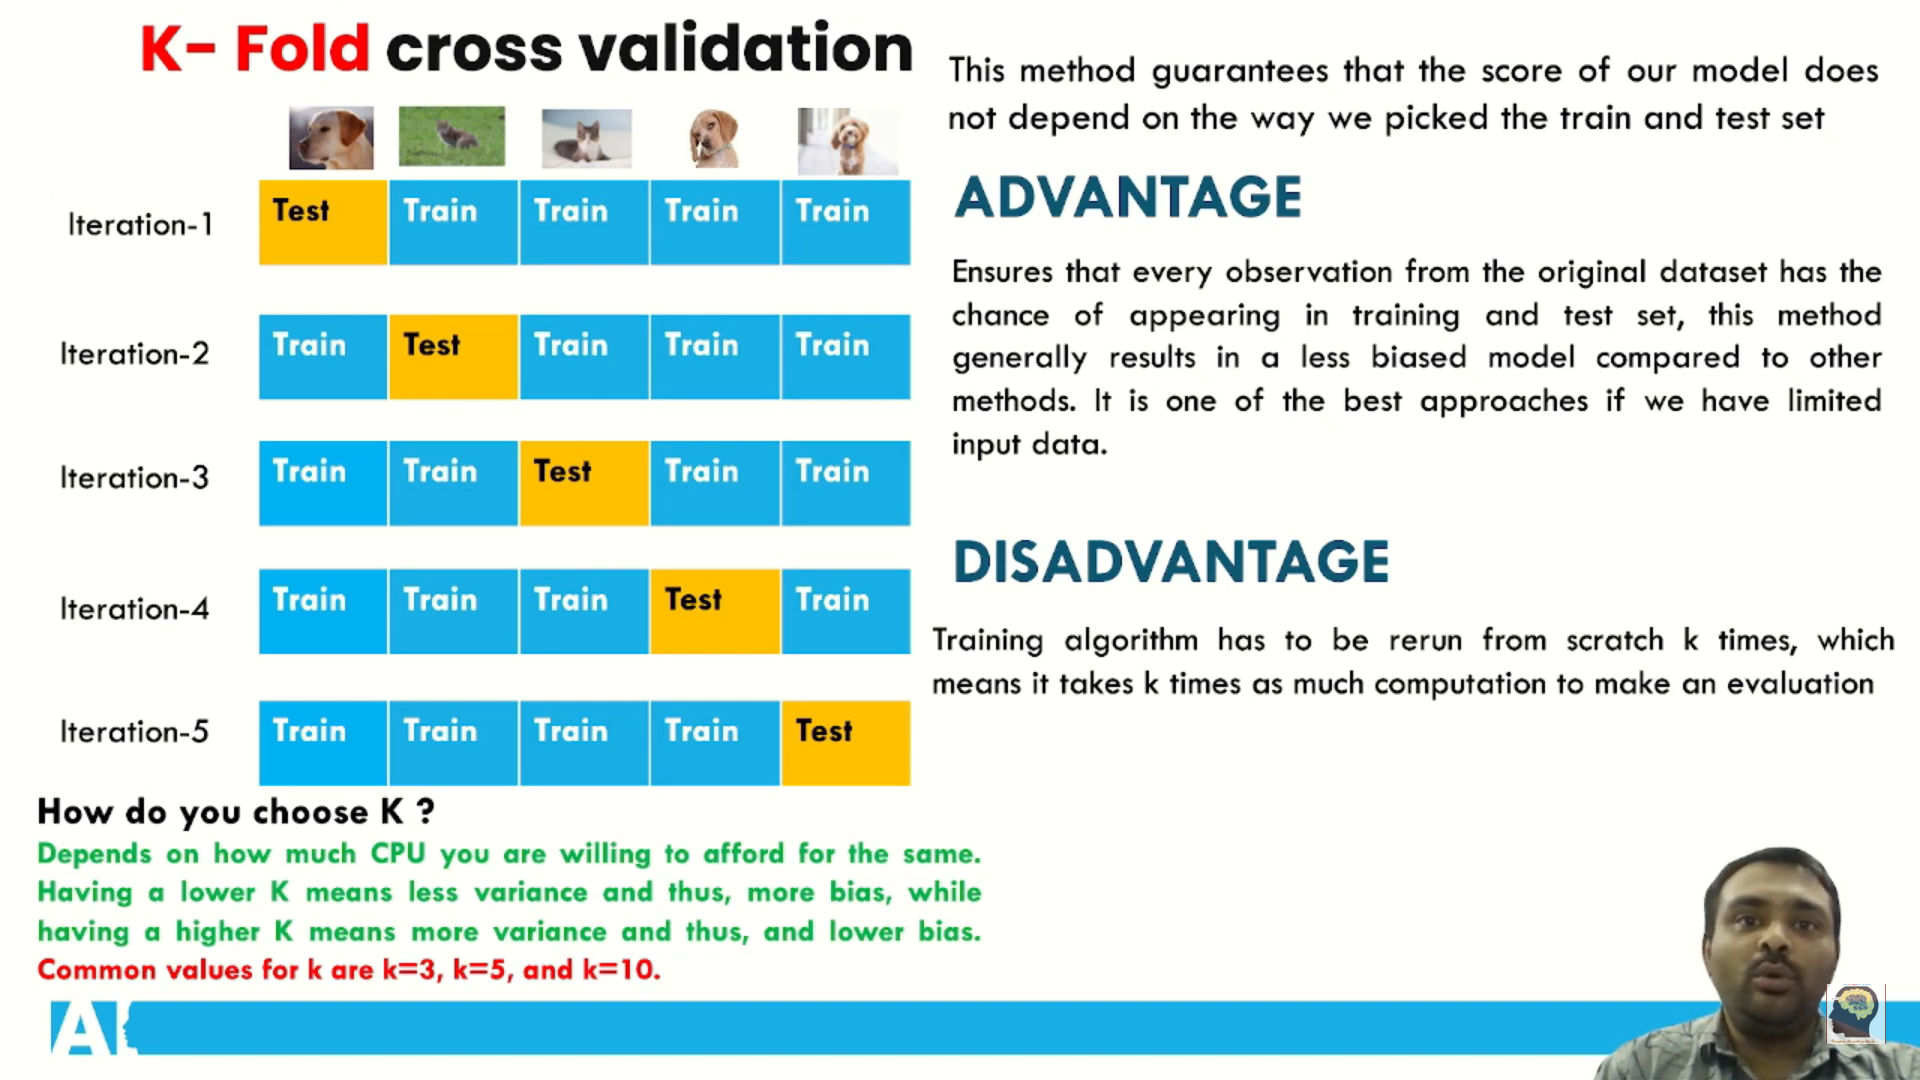 K- Fold cross validation
Iteration-1
Test Train Train Train Train
Iteration-2
Train Test Train Train Train
Iteration-3
Train Train Test Train Train
Iteration-4
Train Train Train Test Train
Iteration-5
Train Train Train Train Test
How do you choose K ?
Depends on how much CPU you are willing to afford for the same.
Having a lower K means less variance and thus, more bias, while
having a higher K means more variance and thus, and lower bias.
Common values for k are k=3, k=5, and k=10.
This method guarantees that the score of our model does
not depend on the way we picked the train and test set
ADVANTAGE
Ensures that every observation from the original dataset has the
chance of appearing in training and test set, this method
generally results in a less biased model compared to other
methods. It is one of the best approaches if we have limited
input data.
DISADVANTAGE
Training algorithm has to be rerun from scratch k times, which
means it takes k times as much computation to make an evaluation
AI